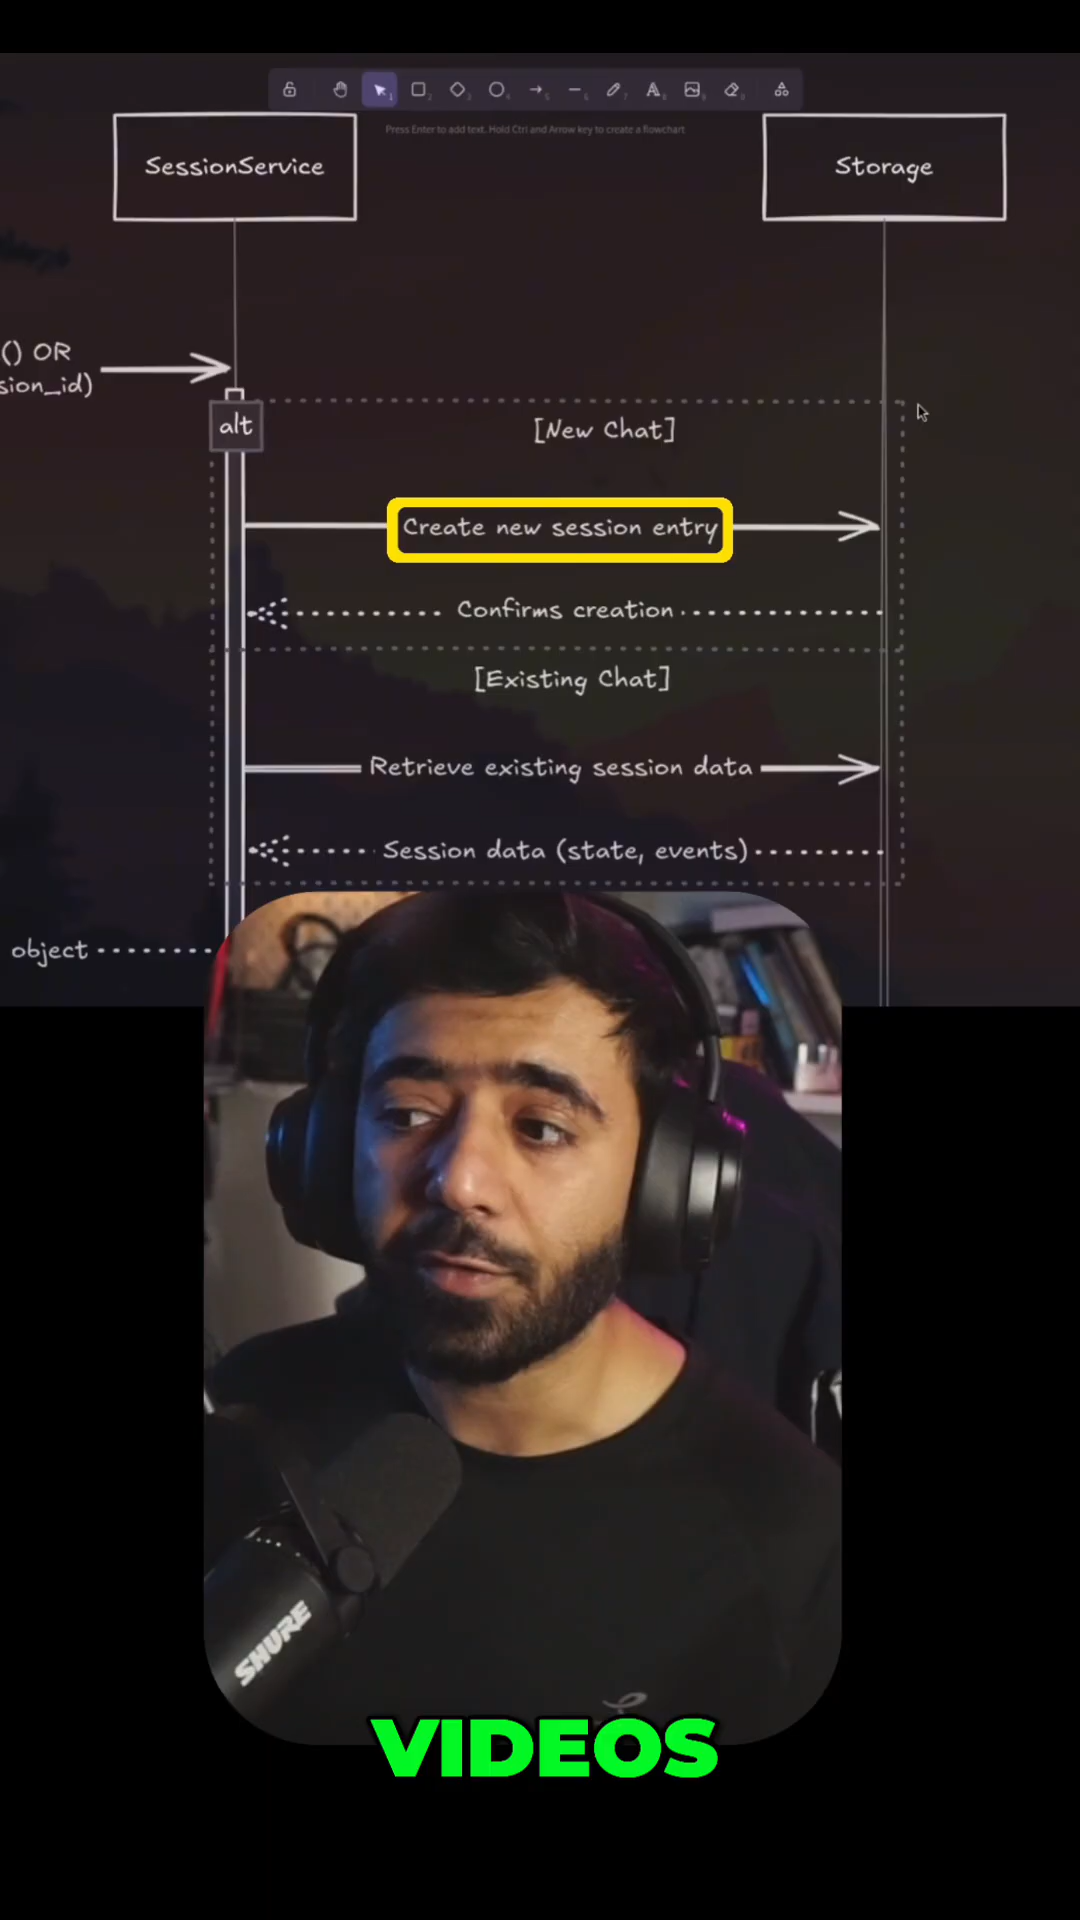 Press Enter to add text. Hold Ctrl and Arrow key to create a flowchart
SessionService
Storage
() OR
sion_id)
alt
[New Chat]
Create new session entry
Confirms creation
[Existing Chat]
Retrieve existing session data
Session data (state, events)
object
SHURE
VIDEOS